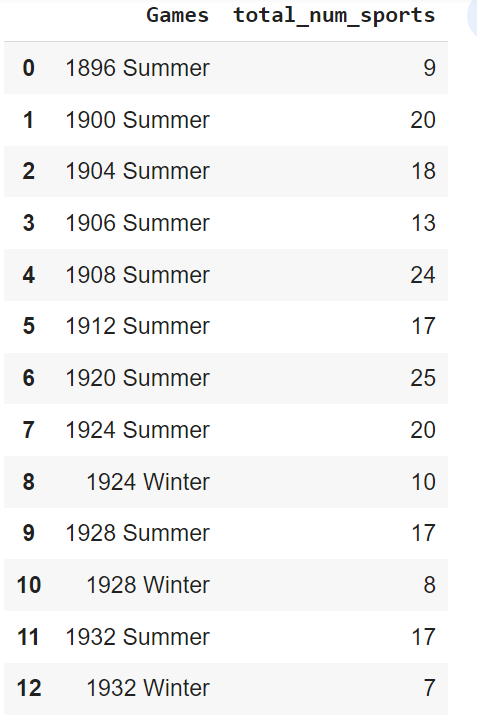 Games total_num_sports
0 1896 Summer 9
1 1900 Summer 20
2 1904 Summer 18
3 1906 Summer 13
4 1908 Summer 24
5 1912 Summer 17
6 1920 Summer 25
7 1924 Summer 20
8 1924 Winter 10
9 1928 Summer 17
10 1928 Winter 8
11 1932 Summer 17
12 1932 Winter 7